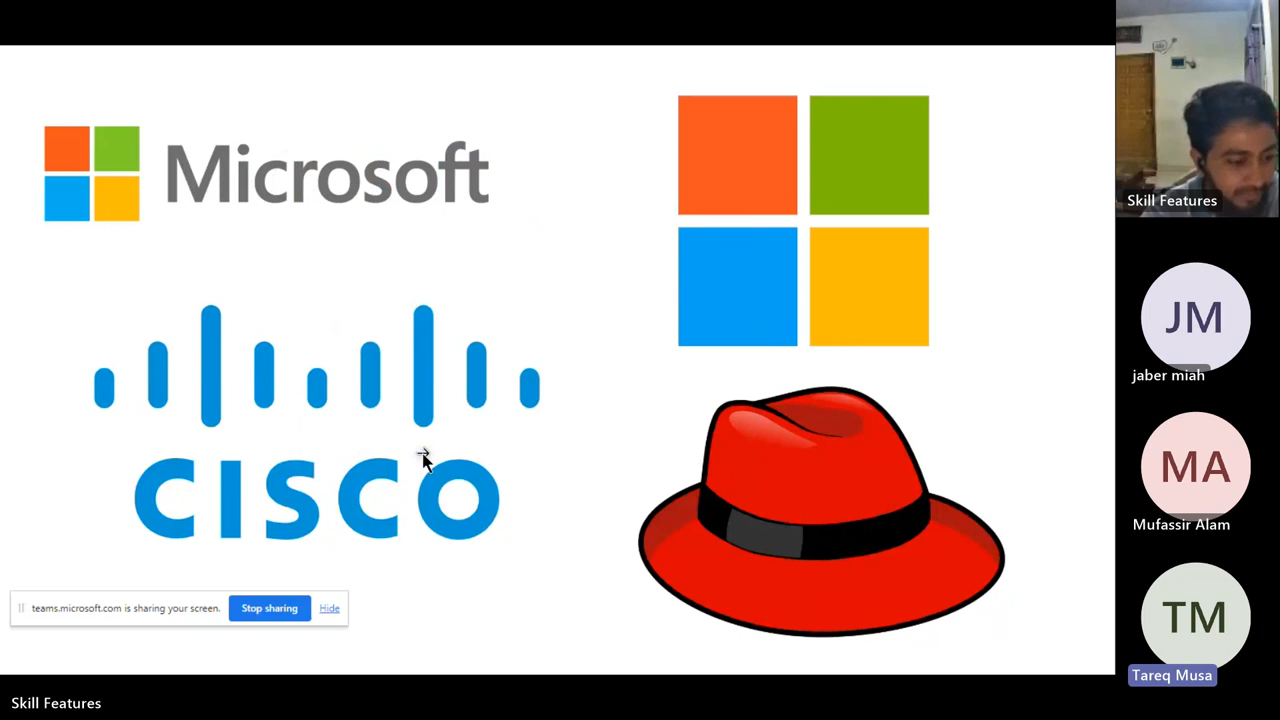 Microsoft
CISCO
teams.microsoft.com is sharing your screen.
Stop sharing
Hide
Skill Features
Skill Features
JM
jaber miah
MA
Mufassir Alam
TM
Tareq Musa